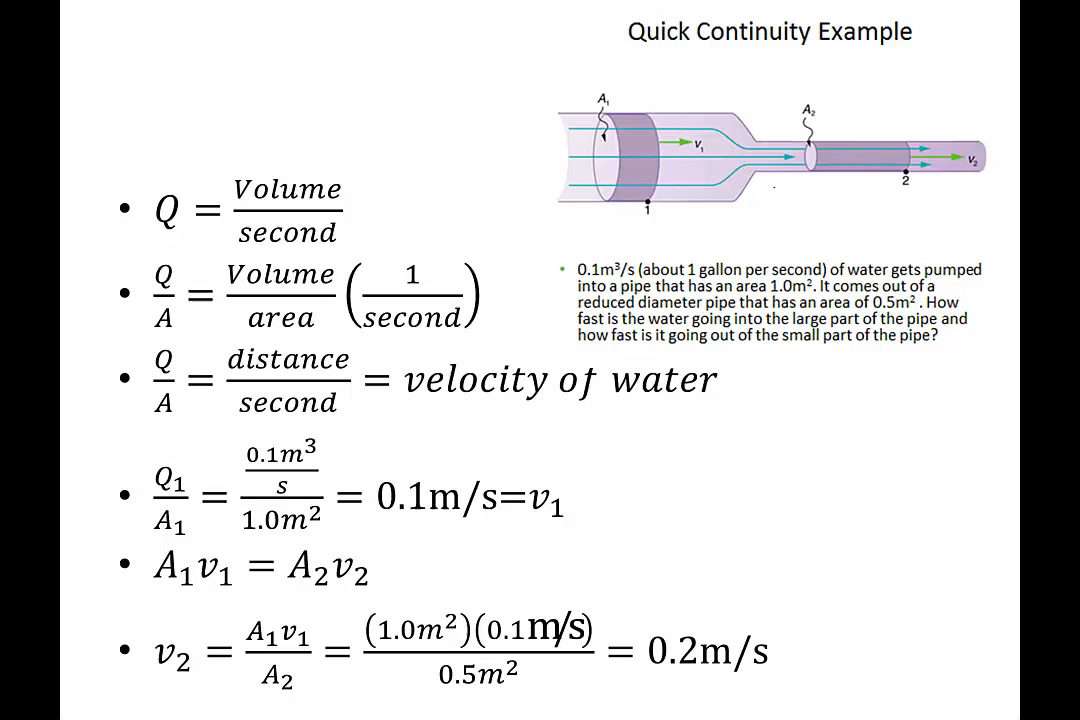 Quick Continuity Example
A₁
v₁
1
A₂
v₂
2
• Q = Volume/second
• Q/A = Volume/area (1/second)
• Q/A = distance/second = velocity of water
• Q₁/A₁ = (0.1m³/s)/1.0m² = 0.1m/s=v₁
• A₁v₁ = A₂v₂
• v₂ = A₁v₁/A₂ = (1.0m²)(0.1m/s)/0.5m² = 0.2m/s
• 0.1m³/s (about 1 gallon per second) of water gets pumped
into a pipe that has an area 1.0m². It comes out of a
reduced diameter pipe that has an area of 0.5m² . How
fast is the water going into the large part of the pipe and
how fast is it going out of the small part of the pipe?